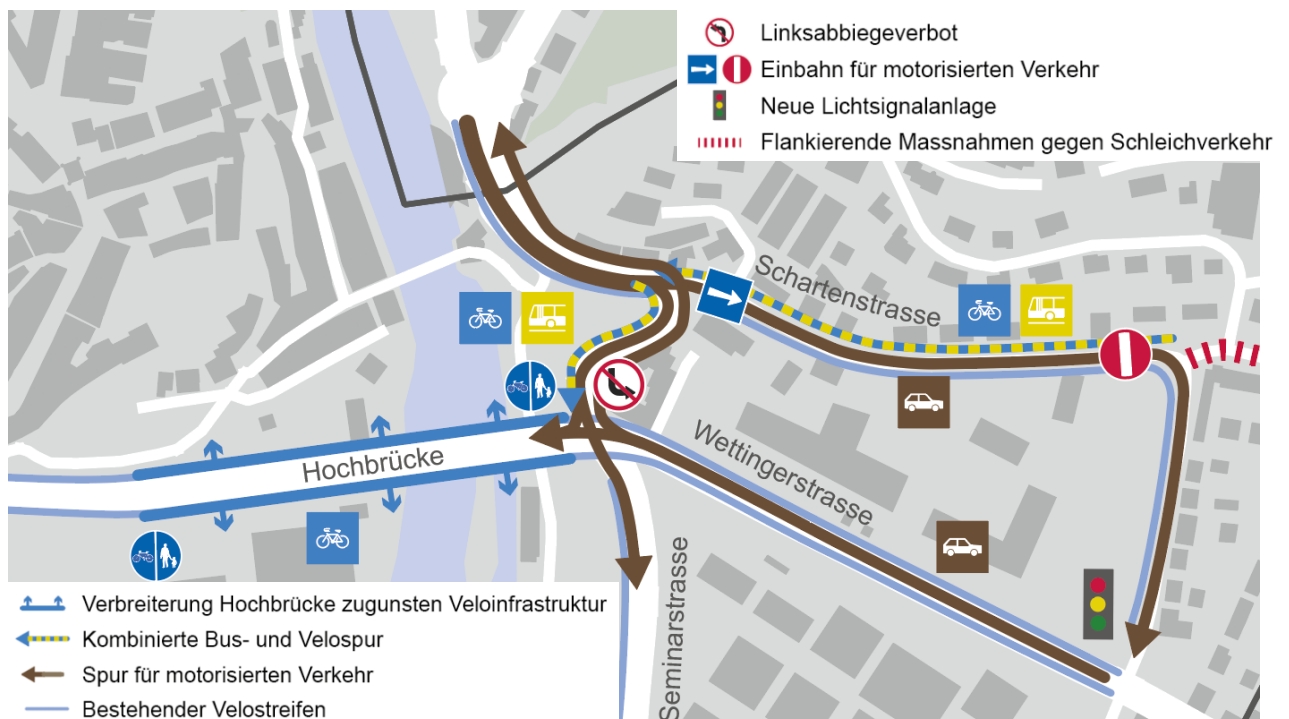 Linksabbiegeverbot
Einbahn für motorisierten Verkehr
Neue Lichtsignalanlage
Flankierende Massnahmen gegen Schleichverkehr
Schartenstrasse
Wettingerstrasse
Hochbrücke
Seminarstrasse
Verbreiterung Hochbrücke zugunsten Veloinfrastruktur
Kombinierte Bus- und Velospur
Spur für motorisierten Verkehr
Bestehender Velostreifen